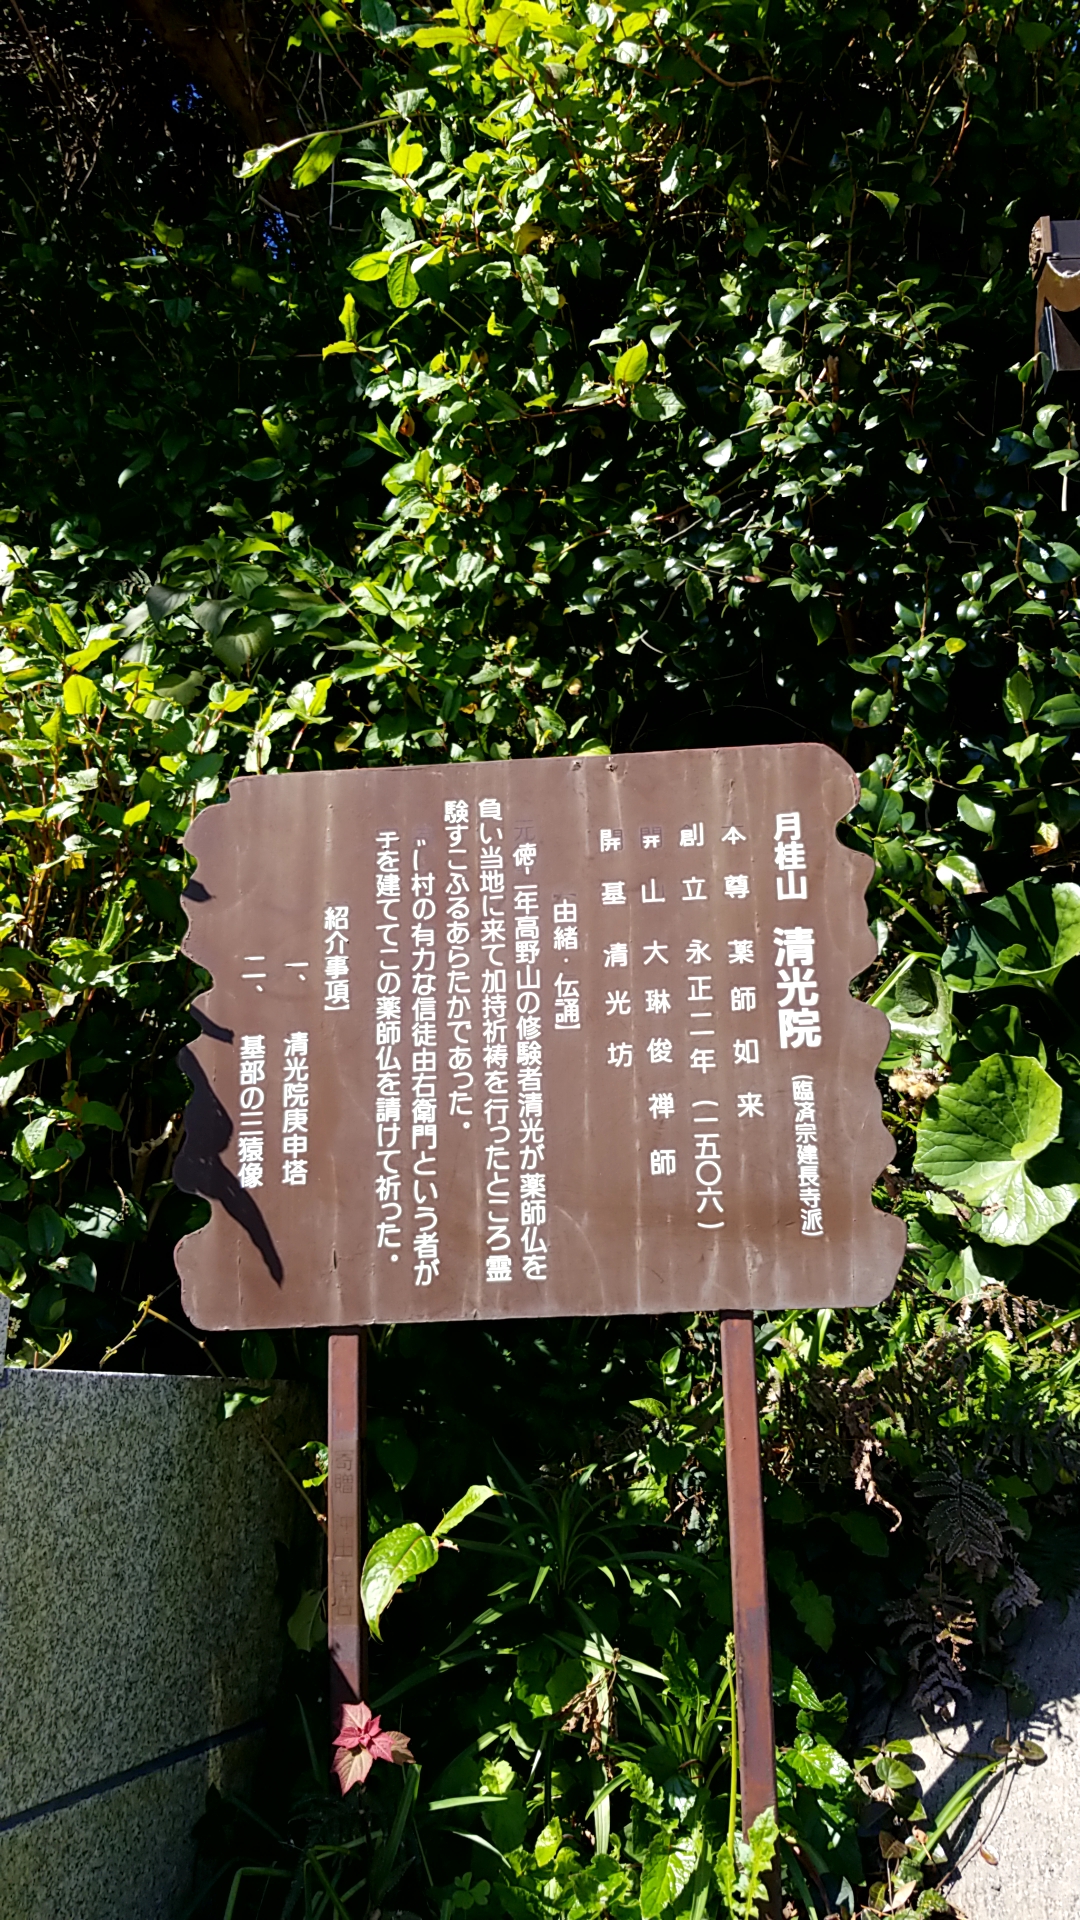 月桂山 清光院 (臨済宗建長寺派)
本尊 薬師如来
創立 永正二年 (一五〇六)
開山 大琳俊禅師
開基 清光坊
由緒・伝誦】
元徳二年高野山の修験者清光が薬師仏を
負い当地に来て加持祈祷を行ったところ霊
験すこぶるあらたかであった。
村の有力な信徒由右衛門という者が
手を建ててこの薬師仏を請けて祈った。
紹介事項】
一、 清光院庚申塔
二、 基部の三猿像
寄贈